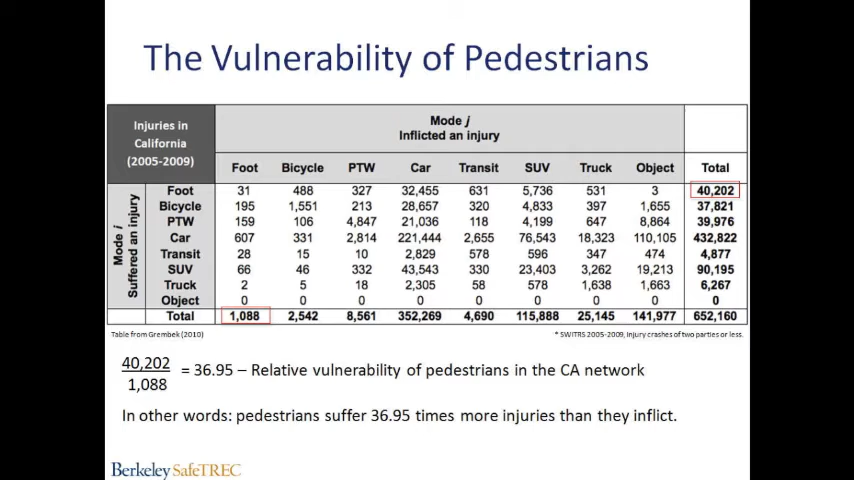 The Vulnerability of Pedestrians
Injuries in California (2005-2009)
Mode j
Inflicted an injury
Foot Bicycle PTW Car Transit SUV Truck Object Total
Mode i
Suffered an injury
Foot 31 488 327 32,455 631 5,736 531 3 40,202
Bicycle 195 1,551 213 28,657 320 4,833 397 1,655 37,821
PTW 159 106 4,847 21,036 118 4,199 647 8,864 39,976
Car 607 331 2,814 221,444 2,655 76,543 18,323 110,105 432,822
Transit 28 15 10 2,829 578 596 347 474 4,877
SUV 66 46 332 43,543 330 23,403 3,262 19,213 90,195
Truck 2 5 18 2,305 58 578 1,638 1,663 6,267
Object 0 0 0 0 0 0 0 0 0
Total 1,088 2,542 8,561 352,269 4,690 115,888 25,145 141,977 652,160
Table from Grembek (2010)
* SWITRS 2005-2009, Injury crashes of two parties or less.
40,202
1,088
= 36.95 – Relative vulnerability of pedestrians in the CA network
In other words: pedestrians suffer 36.95 times more injuries than they inflict.
Berkeley SafeTREC